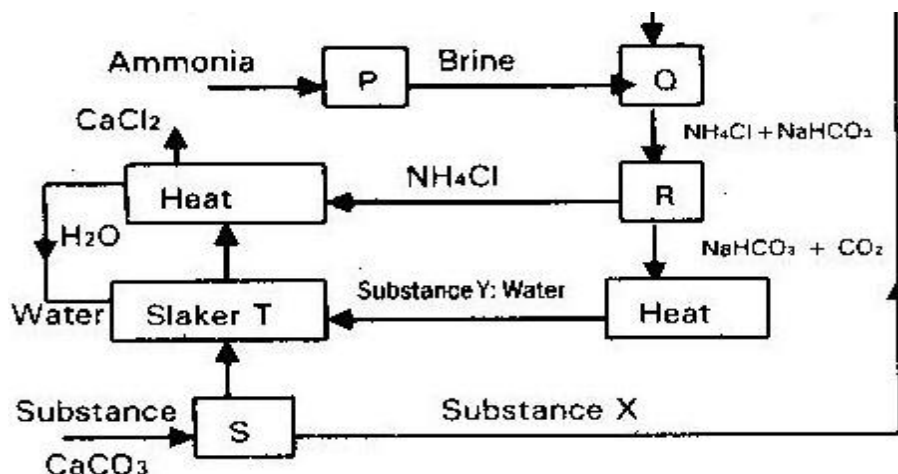 Ammonia
P
Brine
Q
CaCl₂
NH₄Cl + NaHCO₃
Heat
NH₄Cl
R
H₂O
NaHCO₃ + CO₂
Substance Y: Water
Water
Slaker T
Heat
Substance
S
Substance X
CaCO₃